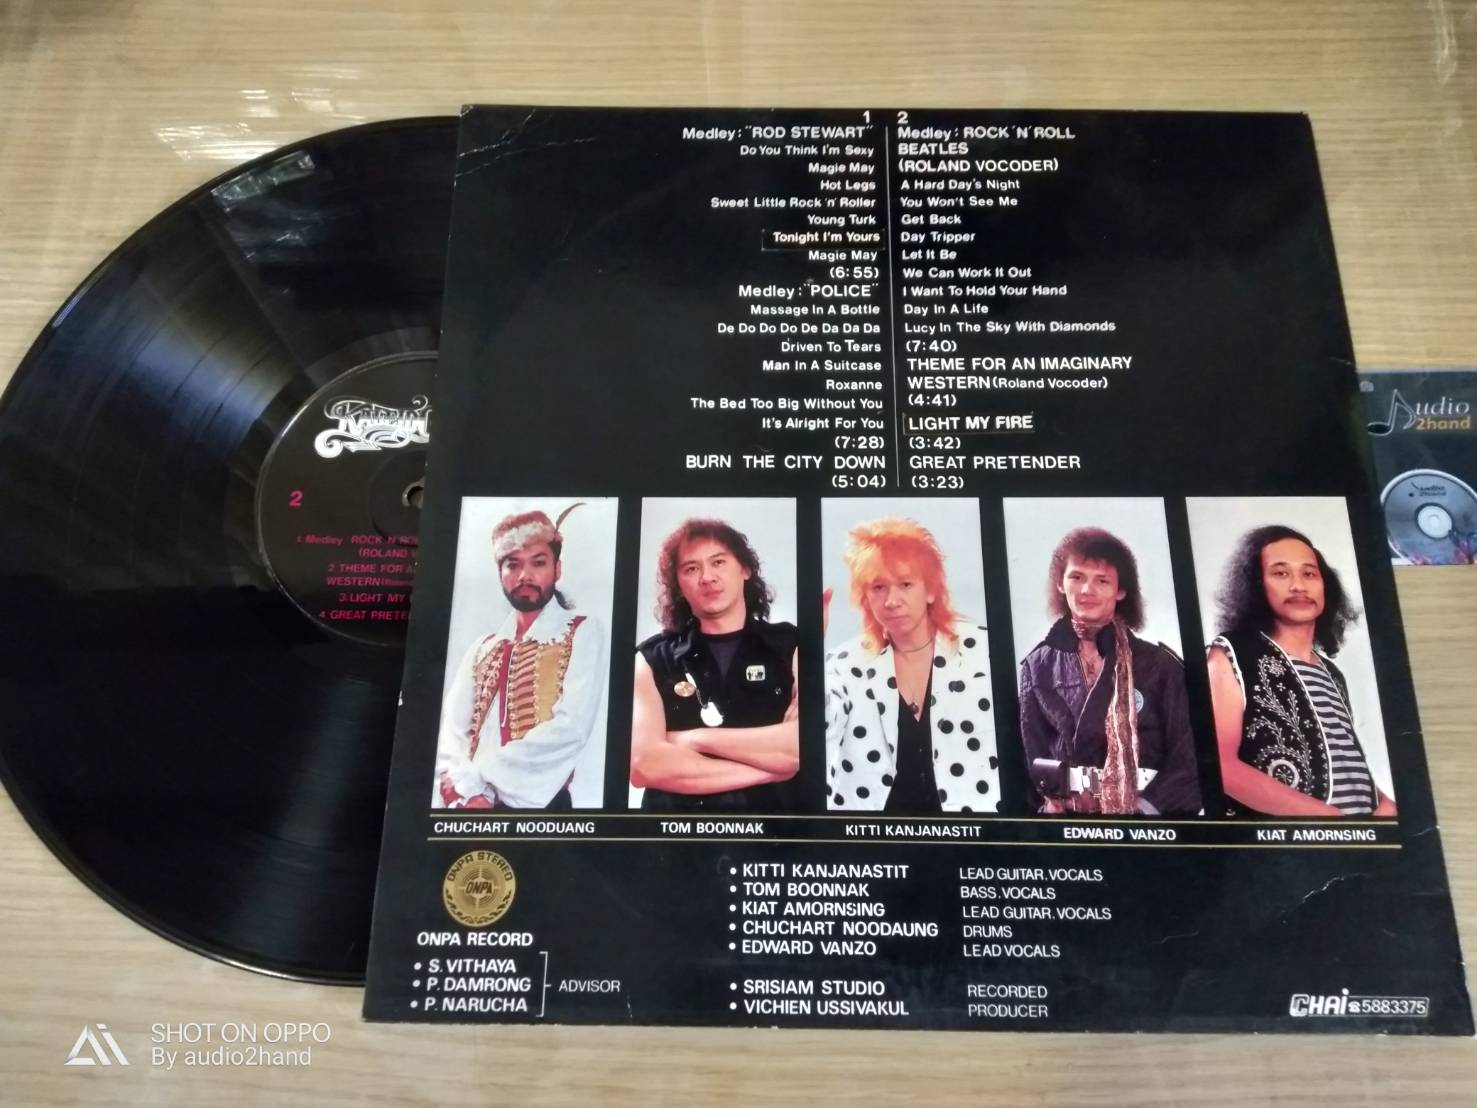 1
Medley: "ROD STEWART"
Do You Think I'm Sexy
Magie May
Hot Legs
Sweet Little Rock 'n' Roller
Young Turk
Tonight I'm Yours
Magie May
(6:55)
Medley: "POLICE"
Massage In A Bottle
De Do Do Do De Da Da Da
Driven To Tears
Man In A Suitcase
Roxanne
The Bed Too Big Without You
It's Alright For You
(7:28)
BURN THE CITY DOWN
(5:04)
2
Medley: ROCK 'N' ROLL
BEATLES
(ROLAND VOCODER)
A Hard Day's Night
You Won't See Me
Get Back
Day Tripper
Let It Be
We Can Work It Out
I Want To Hold Your Hand
Day In A Life
Lucy In The Sky With Diamonds
(7:40)
THEME FOR AN IMAGINARY
WESTERN (Roland Vocoder)
(4:41)
LIGHT MY FIRE
(3:42)
GREAT PRETENDER
(3:23)
2
1. Medley: ROCK N RO
(ROLAND V
2. THEME FOR A
WESTERN (Roland
3. LIGHT MY
4. GREAT PRETE
Audio
2hand
CHUCHART NOODUANG
TOM BOONNAK
KITTI KANJANASTIT
EDWARD VANZO
KIAT AMORNSING
ONPA STEREO
ONPA
ONPA RECORD
• S. VITHAYA
• P. DAMRONG
• P. NARUCHA
ADVISOR
• KITTI KANJANASTIT LEAD GUITAR. VOCALS
• TOM BOONNAK BASS. VOCALS
• KIAT AMORNSING LEAD GUITAR. VOCALS
• CHUCHART NOODAUNG DRUMS
• EDWARD VANZO LEAD VOCALS
• SRISIAM STUDIO RECORDED
• VICHIEN USSIVAKUL PRODUCER
CHAI ☎ 5883375
SHOT ON OPPO
By audio2hand